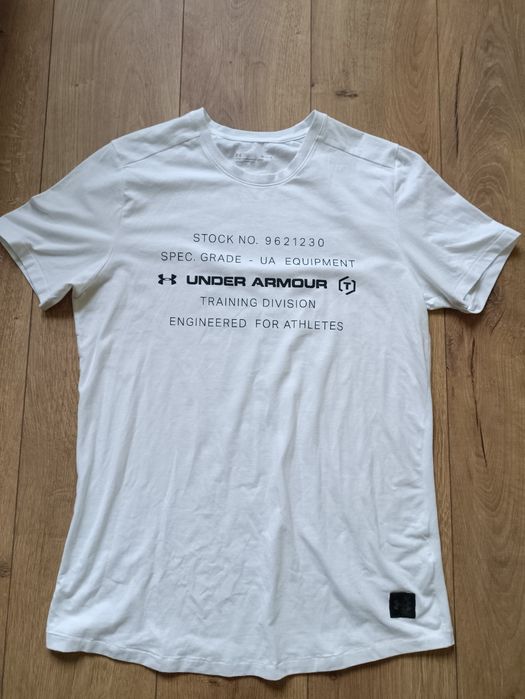 STOCK NO. 9621230
SPEC. GRADE - UA EQUIPMENT
UNDER ARMOUR T
TRAINING DIVISION
ENGINEERED FOR ATHLETES